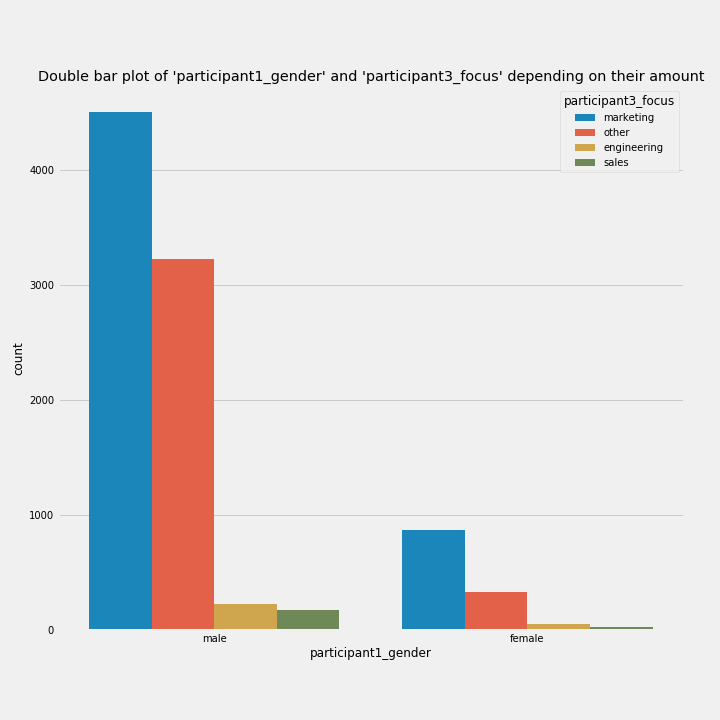 Double bar plot of 'participant1_gender' and 'participant3_focus' depending on their amount
participant3_focus
marketing
other
engineering
sales
4000
3000
2000
1000
0
count
male
female
participant1_gender